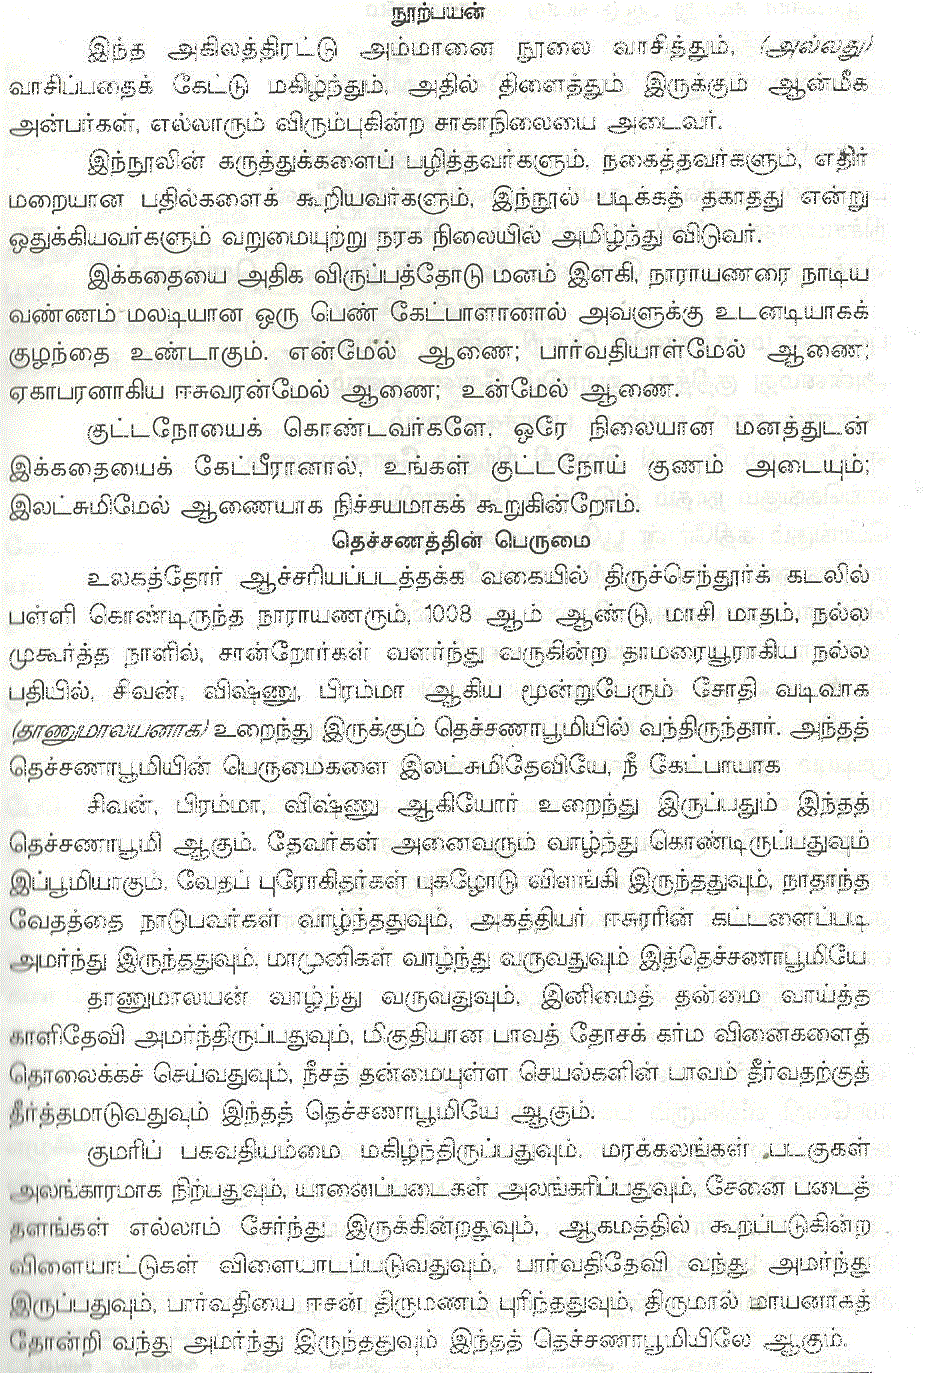 நூற்பயன்
இந்த அகிலத்திரட்டு அம்மானை நூலை வாசித்தும், (அல்லது)
வாசிப்பதைக் கேட்டு மகிழ்ந்தும், அதில் திளைத்தும் இருக்கும் ஆன்மீக
அன்பர்கள், எல்லாரும் விரும்புகின்ற சாகாநிலையை அடைவர்.
இந்நூலின் கருத்துக்களைப் பழித்தவர்களும், நகைத்தவர்களும், எதிர்
மறையான பதில்களைக் கூறியவர்களும், இந்நூல் படிக்கத் தகாதது என்று
ஒதுக்கியவர்களும் வறுமையுற்று நரக நிலையில் அமிழ்ந்து விடுவர்.
இக்கதையை அதிக விருப்பத்தோடு மனம் இளகி, நாராயணரை நாடிய
வண்ணம் மலடியான ஒரு பெண் கேட்பாளானால் அவ்ளுக்கு உடனடியாகக்
குழந்தை உண்டாகும். என்மேல் ஆணை; பார்வதியாள்மேல் ஆணை;
ஏகாபரனாகிய ஈசுவரன்மேல் ஆணை; உன்மேல் ஆணை.
குட்டநோயைக் கொண்டவர்களே, ஒரே நிலையான மனத்துடன்
இக்கதையைக் கேட்பீரானால், உங்கள் குட்டநோய் குணம் அடையும்;
இலட்சுமிமேல் ஆணையாக நிச்சயமாகக் கூறுகின்றோம்.
தெச்சணத்தின் பெருமை
உலகத்தோர் ஆச்சரியப்படத்தக்க வகையில் திருச்செந்தூர்க் கடலில்
பள்ளி கொண்டிருந்த நாராயணரும், 1008 ஆம் ஆண்டு, மாசி மாதம், நல்ல
முகூர்த்த நாளில், சான்றோர்கள் வளர்ந்து வருகின்ற தாமரையூராகிய நல்ல
பதியில், சிவன், விஷ்ணு, பிரம்மா ஆகிய மூன்றுபேரும் சோதி வடிவாக
(தாணுமாலயனாக) உறைந்து இருக்கும் தெச்சணாபூமியில் வந்திருந்தார். அந்தத்
தெச்சணாபூமியின் பெருமைகளை இலட்சுமிதேவியே, நீ கேட்பாயாக
சிவன், பிரம்மா, விஷ்ணு ஆகியோர் உறைந்து இருப்பதும் இந்தத்
தெச்சணாபூமி ஆகும். தேவர்கள் அனைவரும் வாழ்ந்து கொண்டிருப்பதுவும்
இப்பூமியாகும். வேதப் புரோகிதர்கள் புகழோடு விளங்கி இருந்ததுவும், நாதாந்த
வேதத்தை நாடுபவர்கள் வாழ்ந்ததுவும், அகத்தியர் ஈசுரரின் கட்டளைப்படி
அமர்ந்து இருந்ததுவும், மாமுனிகள் வாழ்ந்து வருவதுவும் இத்தெச்சணாபூமியே
தாணுமாலயன் வாழ்ந்து வருவதுவும், இனிமைத் தன்மை வாய்த்த
காளிதேவி அமர்ந்திருப்பதுவும், மிகுதியான பாவத் தோசக் கர்ம வினைகளைத்
தொலைக்கச் செய்வதுவும், நீசத் தன்மையுள்ள செயல்களின் பாவம் தீர்வதற்குத்
தீர்த்தமாடுவதுவும் இந்தத் தெச்சணாபூமியே ஆகும்.
குமரிப் பகவதியம்மை மகிழ்ந்திருப்பதுவும், மரக்கலங்கள் படகுகள்
அலங்காரமாக நிற்பதுவும், யானைப்படைகள் அலங்கரிப்பதுவும், சேனை படைத்
தளங்கள் எல்லாம் சேர்ந்து இருக்கின்றதுவும், ஆகமத்தில் கூறப்படுகின்ற
விளையாட்டுகள் விளையாடப்படுவதுவும், பார்வதிதேவி வந்து அமர்ந்து
இருப்பதுவும், பார்வதியை ஈசன் திருமணம் புரிந்ததுவும், திருமால் மாயனாகத்
தோன்றி வந்து அமர்ந்து இருந்ததுவும் இந்தத் தெச்சணாபூமியிலே ஆகும்.